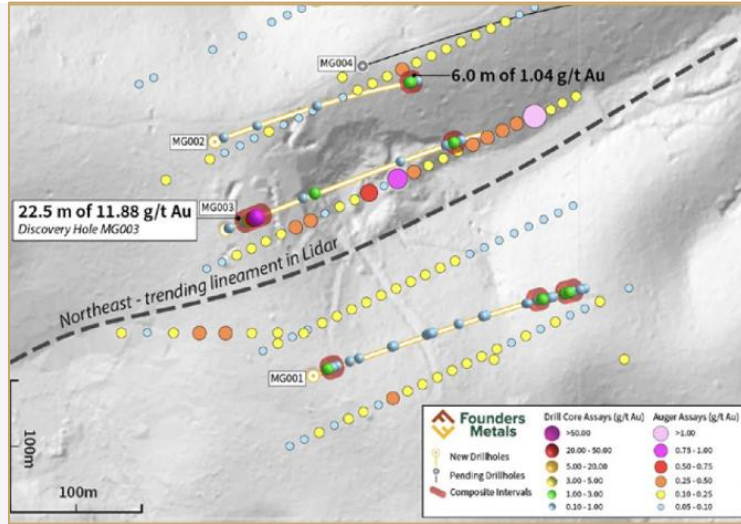 MG004
6.0 m of 1.04 g/t Au
MG002
22.5 m of 11.88 g/t Au
Discovery Hole MG003
MG003
Northeast - trending lineament in Lidar
MG001
100m
100m
Founders
Metals
New Drillholes
Pending Drillholes
Composite Intervals
Drill Core Assays (g/t Au)
>50.00
20.00 - 50.00
5.00 - 20.00
3.00 - 5.00
1.00 - 3.00
0.10 - 1.00
Auger Assays (g/t Au)
>1.00
0.75 - 1.00
0.50 - 0.75
0.25 - 0.50
0.10 - 0.25
0.05 - 0.10